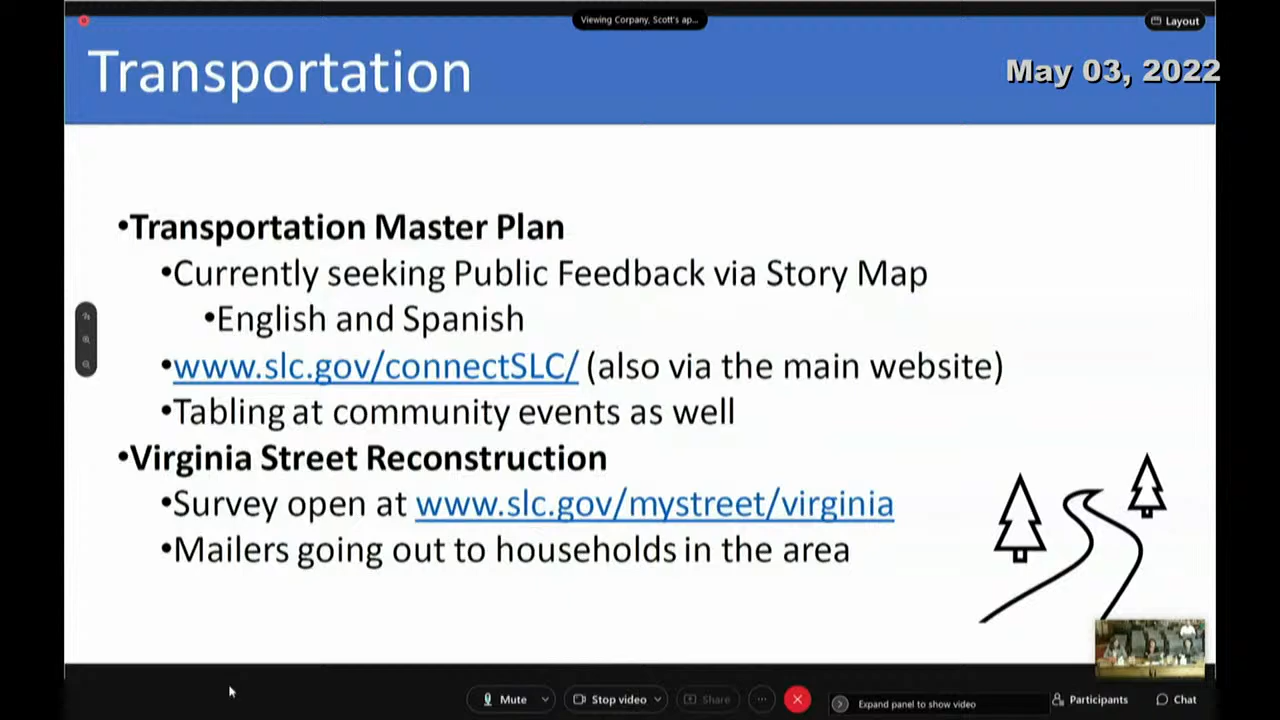 Viewing Corpany, Scott's ap...
Layout
Transportation
May 03, 2022
•Transportation Master Plan
•Currently seeking Public Feedback via Story Map
•English and Spanish
•www.slc.gov/connectSLC/ (also via the main website)
•Tabling at community events as well
•Virginia Street Reconstruction
•Survey open at www.slc.gov/mystreet/virginia
•Mailers going out to households in the area
Mute
Stop video
Share
Expand panel to show video
Participants
Chat